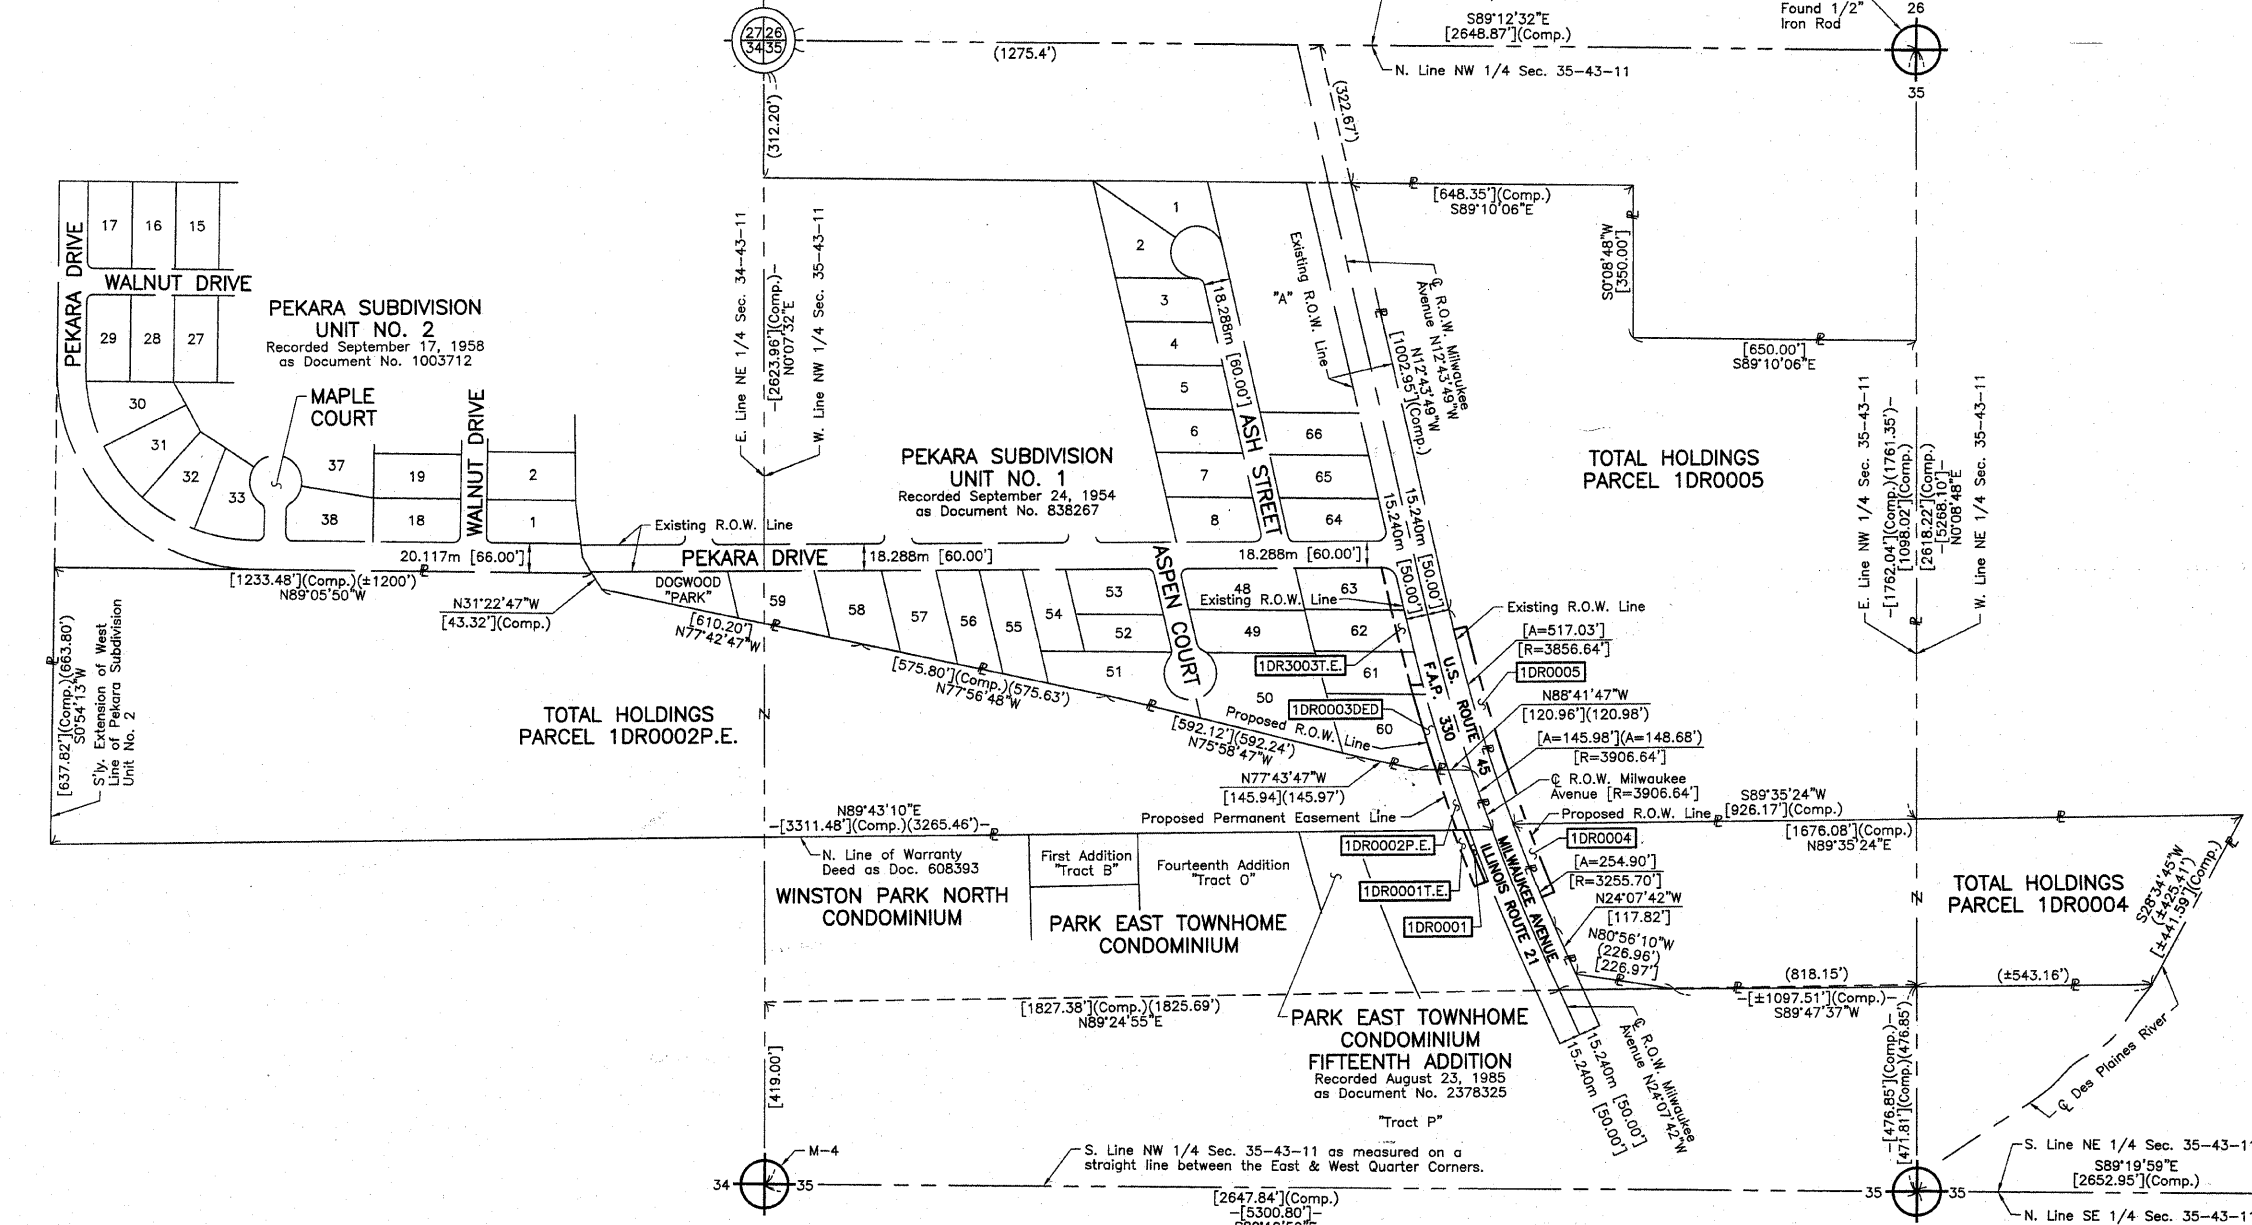 27 26
34 35
S89°12'32"E
[2648.87'](Comp.)
(1275.4')
N. Line NW 1/4 Sec. 35-43-11
Found 1/2"
Iron Rod
26
35
(312.20')
(322.67')
[648.35'](Comp.)
S89°10'06"E
S0°08'48"W
[350.00']
[650.00']
S89°10'06"E
PEKARA DRIVE
17
16
15
WALNUT DRIVE
29
28
27
30
31
32
33
37
38
19
18
2
1
PEKARA SUBDIVISION
UNIT NO. 2
Recorded September 17, 1958
as Document No. 1003712
MAPLE
COURT
WALNUT DRIVE
E. Line NE 1/4 Sec. 34-43-11
-[2623.96'](Comp.)-
N0°07'32"E
W. Line NW 1/4 Sec. 35-43-11
1
2
3
4
5
6
7
8
18.288m [60.00']
ASH STREET
"A"
Existing R.O.W. Line
℄ R.O.W. Milwaukee
Avenue N12°43'49"W
N12°43'49"W
[1002.95'](Comp.)
66
65
64
15.240m [50.00']
15.240m [50.00']
PEKARA SUBDIVISION
UNIT NO. 1
Recorded September 24, 1954
as Document No. 838267
TOTAL HOLDINGS
PARCEL 1DR0005
E. Line NW 1/4 Sec. 35-43-11
-[1762.04'](Comp.)(1761.35')-
[1098.02'](Comp.)
[2618.22'](Comp.)
-[5268.10']-
N0°08'48"E
W. Line NE 1/4 Sec. 35-43-11
Existing R.O.W. Line
20.117m [66.00']
PEKARA DRIVE
18.288m [60.00']
18.288m [60.00']
[1233.48'](Comp.)(±1200')
N89°05'50"W
N31°22'47"W
[43.32'](Comp.)
DOGWOOD
"PARK"
59
58
57
56
55
54
53
52
51
ASPEN COURT
48
49
50
63
62
61
60
Existing R.O.W. Line
Existing R.O.W. Line
[637.82'](Comp.)(663.80')
S0°54'13"W
S'ly. Extension of West
Line of Pekara Subdivision
Unit No. 2
[610.20']
N77°42'47"W
[575.80'](Comp.)(575.63')
N77°56'48"W
[592.12'](592.24')
N75°58'47"W
TOTAL HOLDINGS
PARCEL 1DR0002P.E.
1DR3003T.E.
1DR0003DED
Proposed R.O.W. Line
F.A.P. 330
U.S. ROUTE 45
[A=517.03']
[R=3856.64']
1DR0005
N88°41'47"W
[120.96'](120.98')
[A=145.98'](A=148.68')
[R=3906.64']
℄ R.O.W. Milwaukee
Avenue [R=3906.64']
S89°35'24"W
[926.17'](Comp.)
Proposed R.O.W. Line
N77°43'47"W
[145.94](145.97')
Proposed Permanent Easement Line
N89°43'10"E
-[3311.48'](Comp.)(3265.46')-
N. Line of Warranty
Deed as Doc. 608393
WINSTON PARK NORTH
CONDOMINIUM
First Addition
"Tract B"
Fourteenth Addition
"Tract O"
PARK EAST TOWNHOME
CONDOMINIUM
1DR0002P.E.
1DR0001T.E.
1DR0001
ILLINOIS ROUTE 21
MILWAUKEE AVENUE
1DR0004
[A=254.90']
[R=3255.70']
N24°07'42"W
[117.82']
N80°56'10"W
(226.96')
[226.97']
[1676.08'](Comp.)
N89°35'24"E
TOTAL HOLDINGS
PARCEL 1DR0004
S28°34'45"W
(±425.41')
[±441.59'](Comp.)
(818.15')
(±543.16')
-[±1097.51'](Comp.)-
S89°47'37"W
[1827.38'](Comp.)(1825.69')
N89°24'55"E
PARK EAST TOWNHOME
CONDOMINIUM
FIFTEENTH ADDITION
Recorded August 23, 1985
as Document No. 2378325
"Tract P"
℄ R.O.W. Milwaukee
Avenue N24°07'42"W
15.240m [50.00']
15.240m [50.00']
[419.00']
-[476.85'](Comp.)-
[471.81'](Comp.)(476.85')
℄ Des Plaines River
M-4
34
35
S. Line NW 1/4 Sec. 35-43-11 as measured on a
straight line between the East & West Quarter Corners.
[2647.84'](Comp.)
-[5300.80']-
35
35
S. Line NE 1/4 Sec. 35-43-11
S89°19'59"E
[2652.95'](Comp.)
N. Line SE 1/4 Sec. 35-43-11